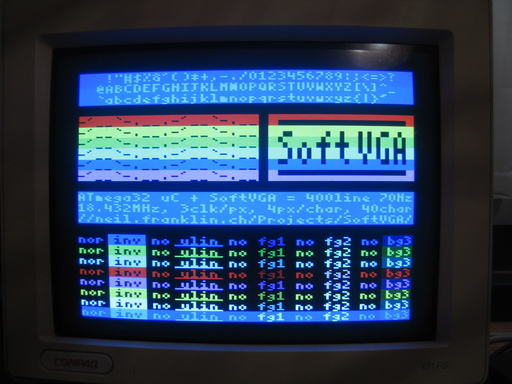 !"#$%&'()*+,-./0123456789:;<=>?
@ABCDEFGHIJKLMNOPQRSTUVWXYZ[\]^_
`abcdefghijklmnopqrstuvwxyz{|}~
SoftVGA
ATmega32 uC + SoftVGA = 400line 70Hz
18.432MHz, 3clk/px, 4px/char, 40char
//neil.franklin.ch/Projects/SoftVGA/
nor inv no ulin no fg1 no fg2 no bg3
nor inv no ulin no fg1 no fg2 no bg3
nor inv no ulin no fg1 no fg2 no bg3
nor inv no ulin no fg1 no fg2 no bg3
nor inv no ulin no fg1 no fg2 no bg3
nor inv no ulin no fg1 no fg2 no bg3
nor inv no ulin no fg1 no fg2 no bg3
nor inv no ulin no fg1 no fg2 no bg3
COMPAQ